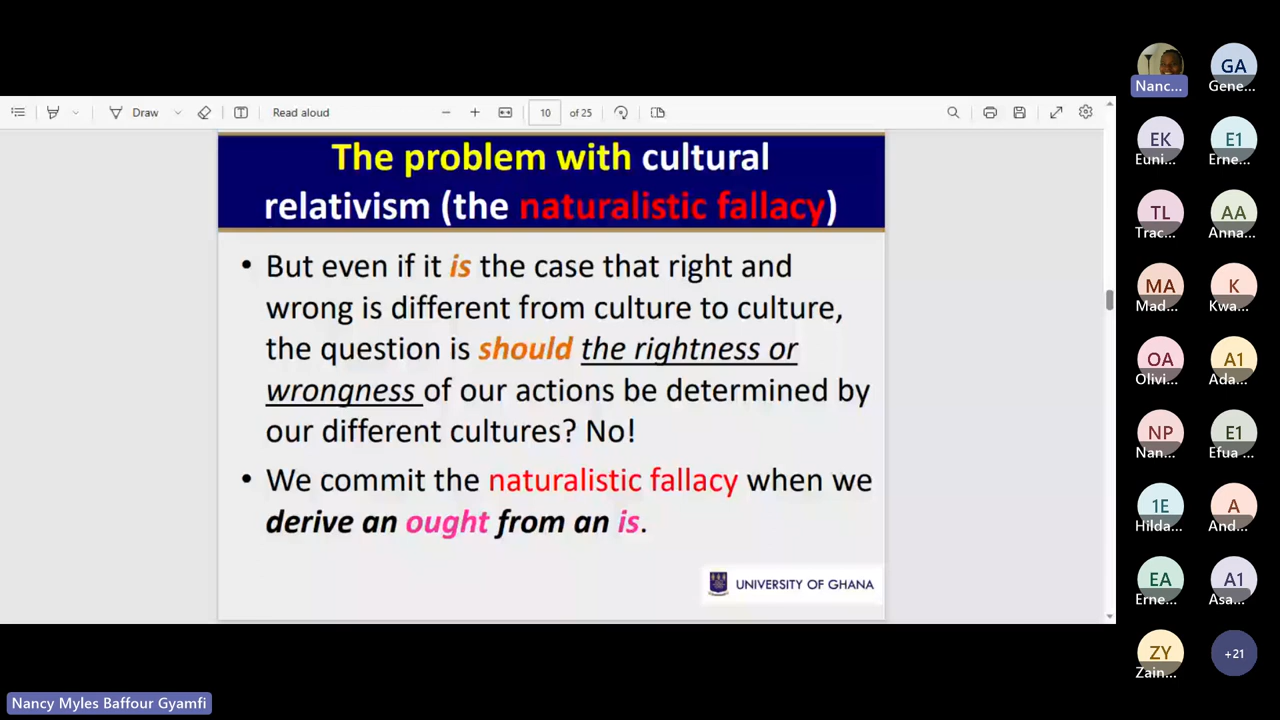 Draw
Read aloud
10
of 25
The problem with cultural
relativism (the naturalistic fallacy)
• But even if it is the case that right and
wrong is different from culture to culture,
the question is should the rightness or
wrongness of our actions be determined by
our different cultures? No!
• We commit the naturalistic fallacy when we
derive an ought from an is.
UNIVERSITY OF GHANA
Nancy Myles Baffour Gyamfi
Nanc...
GA
Gene...
EK
Euni...
E1
Erne...
TL
Trac...
AA
Anna...
MA
Mad...
K
Kwa...
OA
Olivi...
A1
Ada...
NP
Nan...
E1
Efua ...
1E
Hilda...
A
And...
EA
Erne...
A1
Asa...
ZY
Zain...
+21